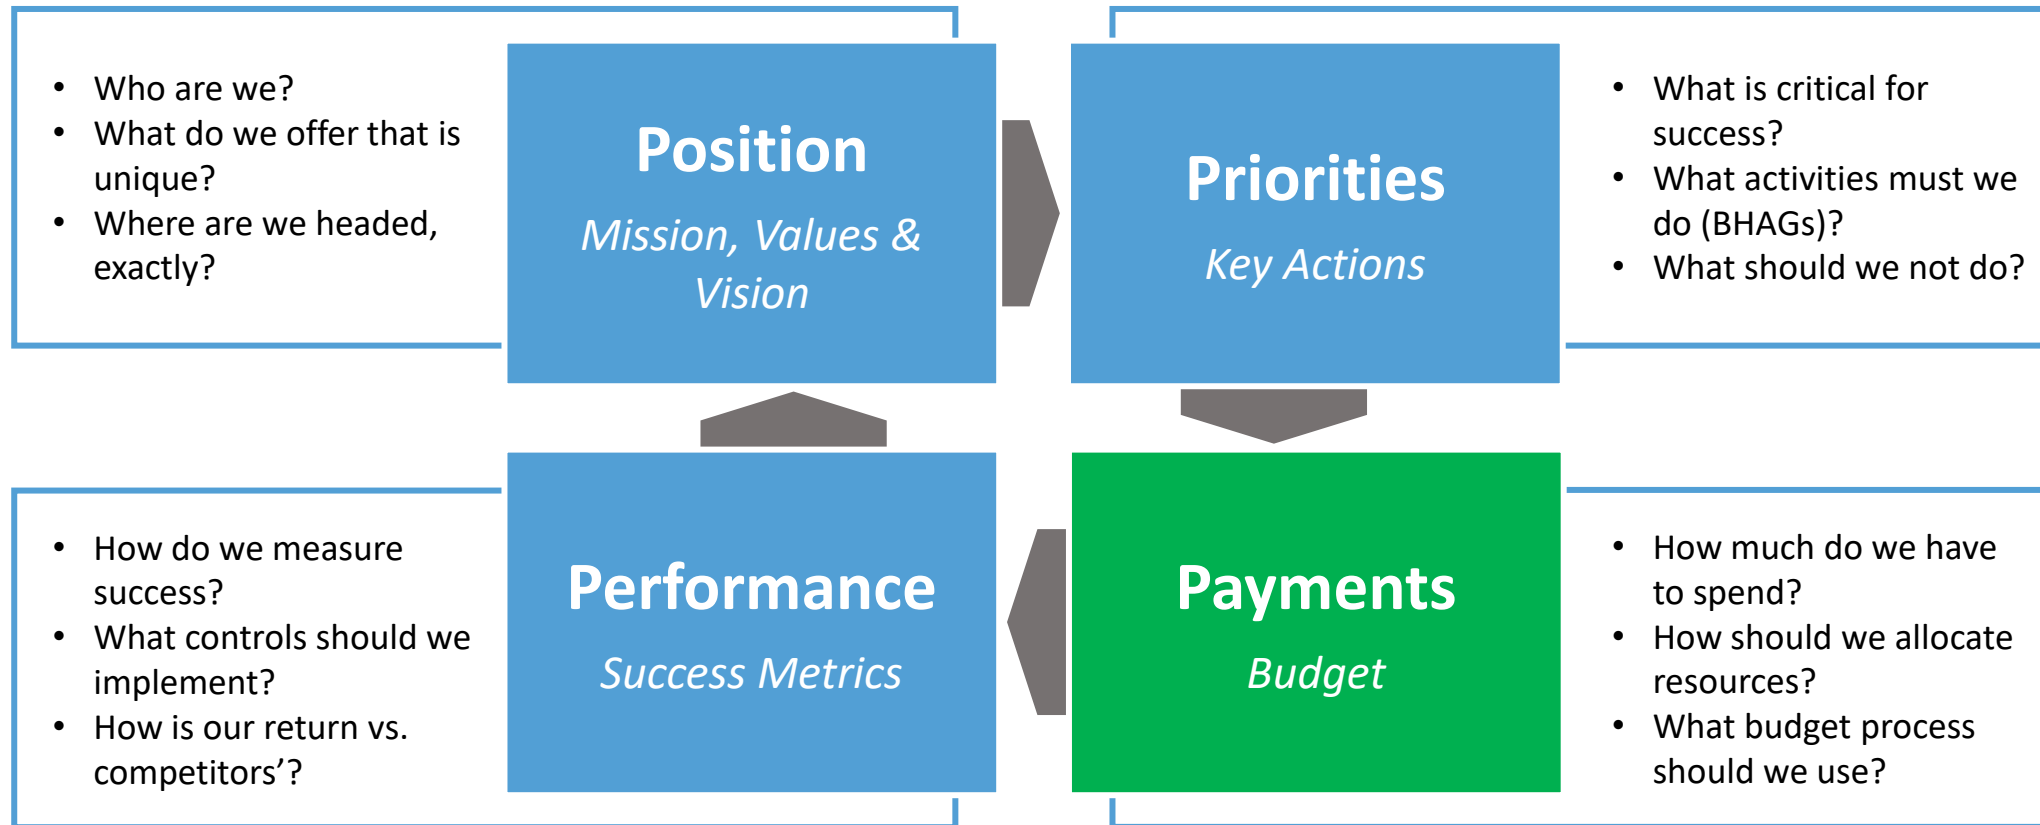 • Who are we?
• What do we offer that is
unique?
• Where are we headed,
exactly?
Position
Mission, Values &
Vision
Priorities
Key Actions
• What is critical for
success?
• What activities must we
do (BHAGs)?
• What should we not do?
• How do we measure
success?
• What controls should we
implement?
• How is our return vs.
competitors’?
Performance
Success Metrics
Payments
Budget
• How much do we have
to spend?
• How should we allocate
resources?
• What budget process
should we use?